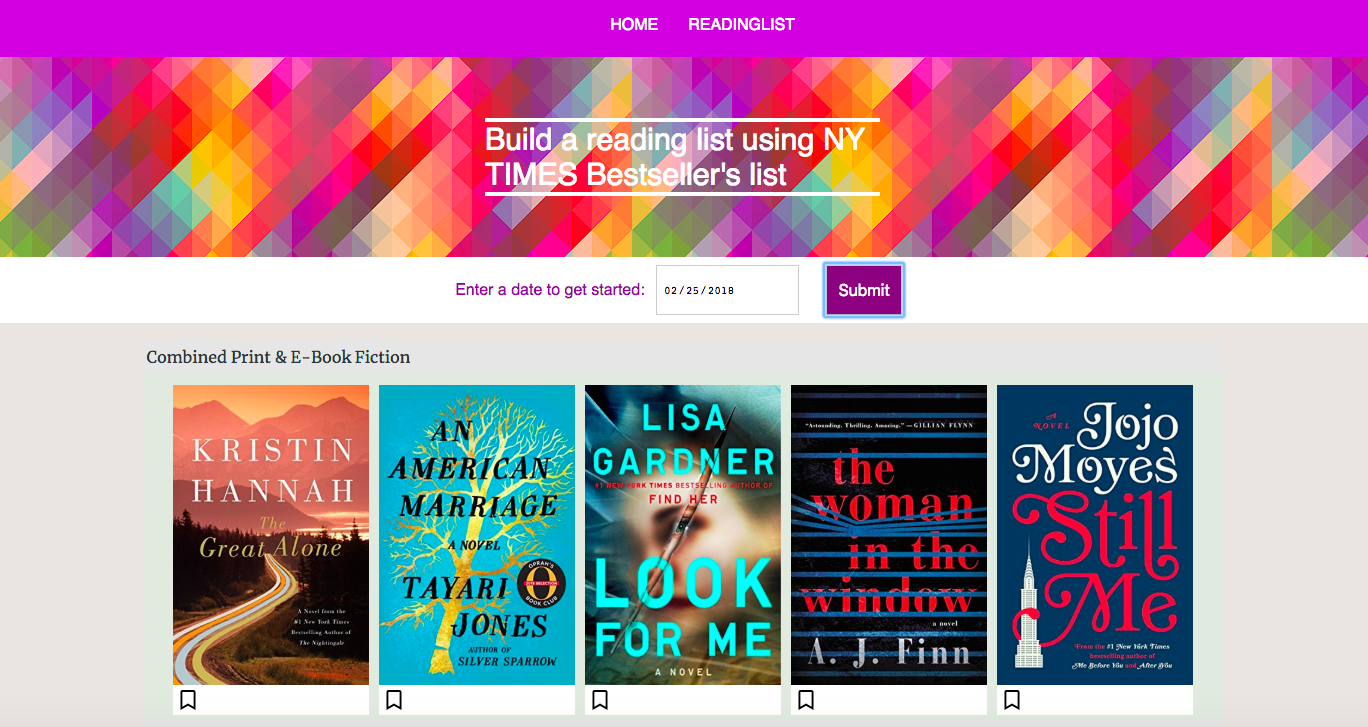 HOME READINGLIST
Build a reading list using NY
TIMES Bestseller's list
Enter a date to get started: 02/25/2018 Submit
Combined Print & E-Book Fiction
KRISTIN
HANNAH
The
Great Alone
A Novel from the
#1 New York Times
Bestselling Author of
The Nightingale
AN
AMERICAN
MARRIAGE
A NOVEL
OPRAH'S
2018 SELECTION
BOOK CLUB
TAYARI
JONES
AUTHOR OF
SILVER SPARROW
LISA
GARDNER
#1 NEW YORK TIMES BESTSELLING AUTHOR OF
FIND HER
LOOK
FOR ME
A NOVEL
"Astounding. Thrilling. Amazing." —GILLIAN FLYNN
the
woman
in the
window
a novel
A. J. Finn
A
NOVEL
Jojo
Moyes
Still
Me
From the #1 New York Times
bestselling author of
Me Before You and After You